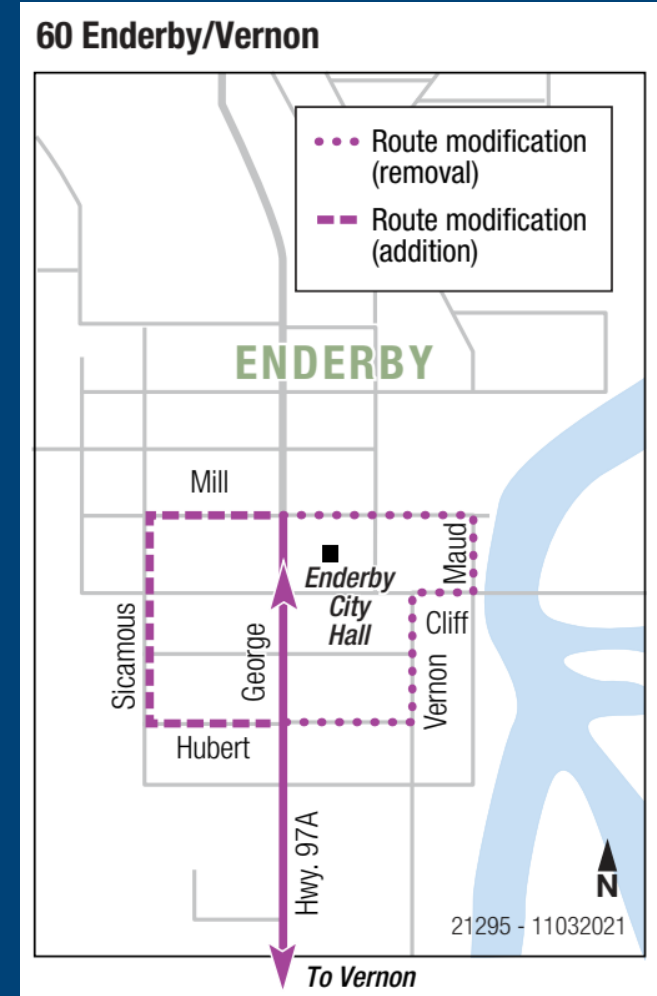 60 Enderby/Vernon
Route modification
(removal)
Route modification
(addition)
ENDERBY
Mill
Maud
Enderby
City
Hall
Cliff
Sicamous
George
Vernon
Hubert
Hwy. 97A
N
21295 - 11032021
To Vernon